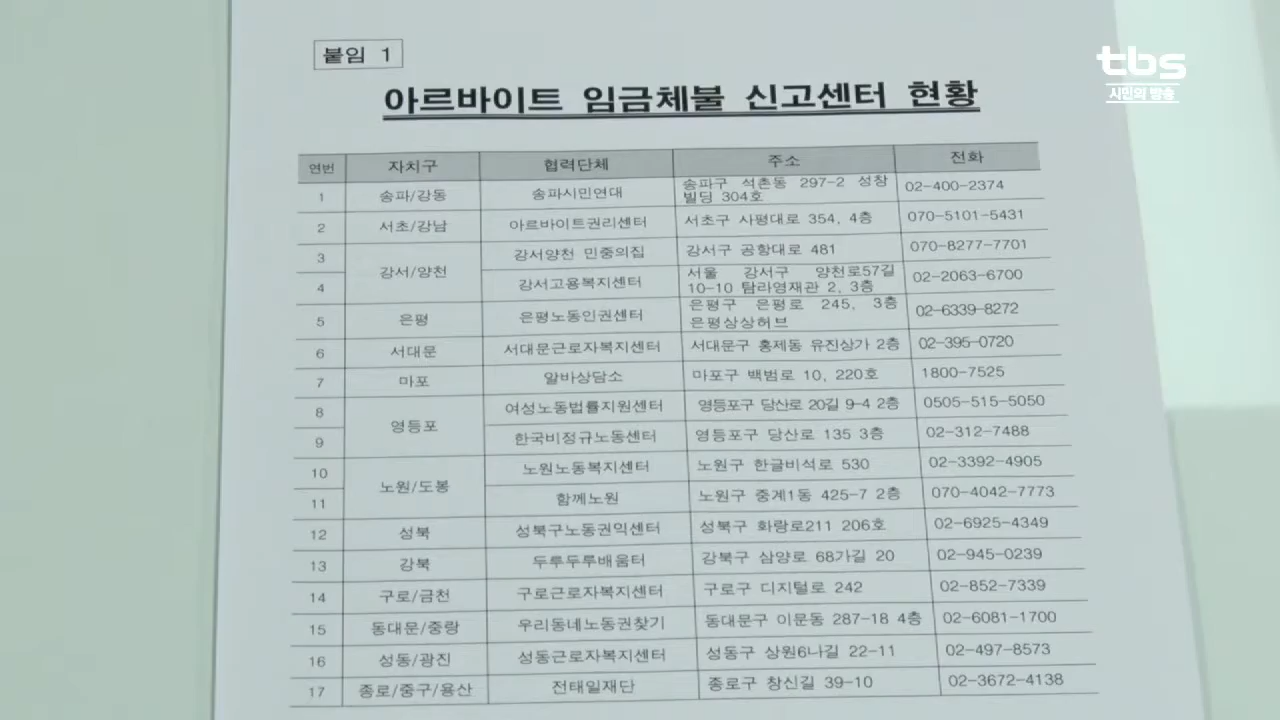 붙임 1
tbs
시민의 방송
아르바이트 임금체불 신고센터 현황
연번 자치구 협력단체 주소 전화
1 송파/강동 송파시민연대 송파구 석촌동 297-2 성창
빌딩 304호 02-400-2374
2 서초/강남 아르바이트권리센터 서초구 사평대로 354, 4층 070-5101-5431
3 강서/양천 강서양천 민중의집 강서구 공항대로 481 070-8277-7701
4 강서고용복지센터 서울 강서구 양천로57길
10-10 탐라영재관 2, 3층 02-2063-6700
5 은평 은평노동인권센터 은평구 은평로 245, 3층
은평상상허브 02-6339-8272
6 서대문 서대문근로자복지센터 서대문구 홍제동 유진상가 2층 02-395-0720
7 마포 알바상담소 마포구 백범로 10, 220호 1800-7525
8 영등포 여성노동법률지원센터 영등포구 당산로 20길 9-4 2층 0505-515-5050
9 한국비정규노동센터 영등포구 당산로 135 3층 02-312-7488
10 노원/도봉 노원노동복지센터 노원구 한글비석로 530 02-3392-4905
11 함께노원 노원구 중계1동 425-7 2층 070-4042-7773
12 성북 성북구노동권익센터 성북구 화랑로211 206호 02-6925-4349
13 강북 두루두루배움터 강북구 삼양로 68가길 20 02-945-0239
14 구로/금천 구로근로자복지센터 구로구 디지털로 242 02-852-7339
15 동대문/중랑 우리동네노동권찾기 동대문구 이문동 287-18 4층 02-6081-1700
16 성동/광진 성동근로자복지센터 성동구 상원6나길 22-11 02-497-8573
17 종로/중구/용산 전태일재단 종로구 창신길 39-10 02-3672-4138